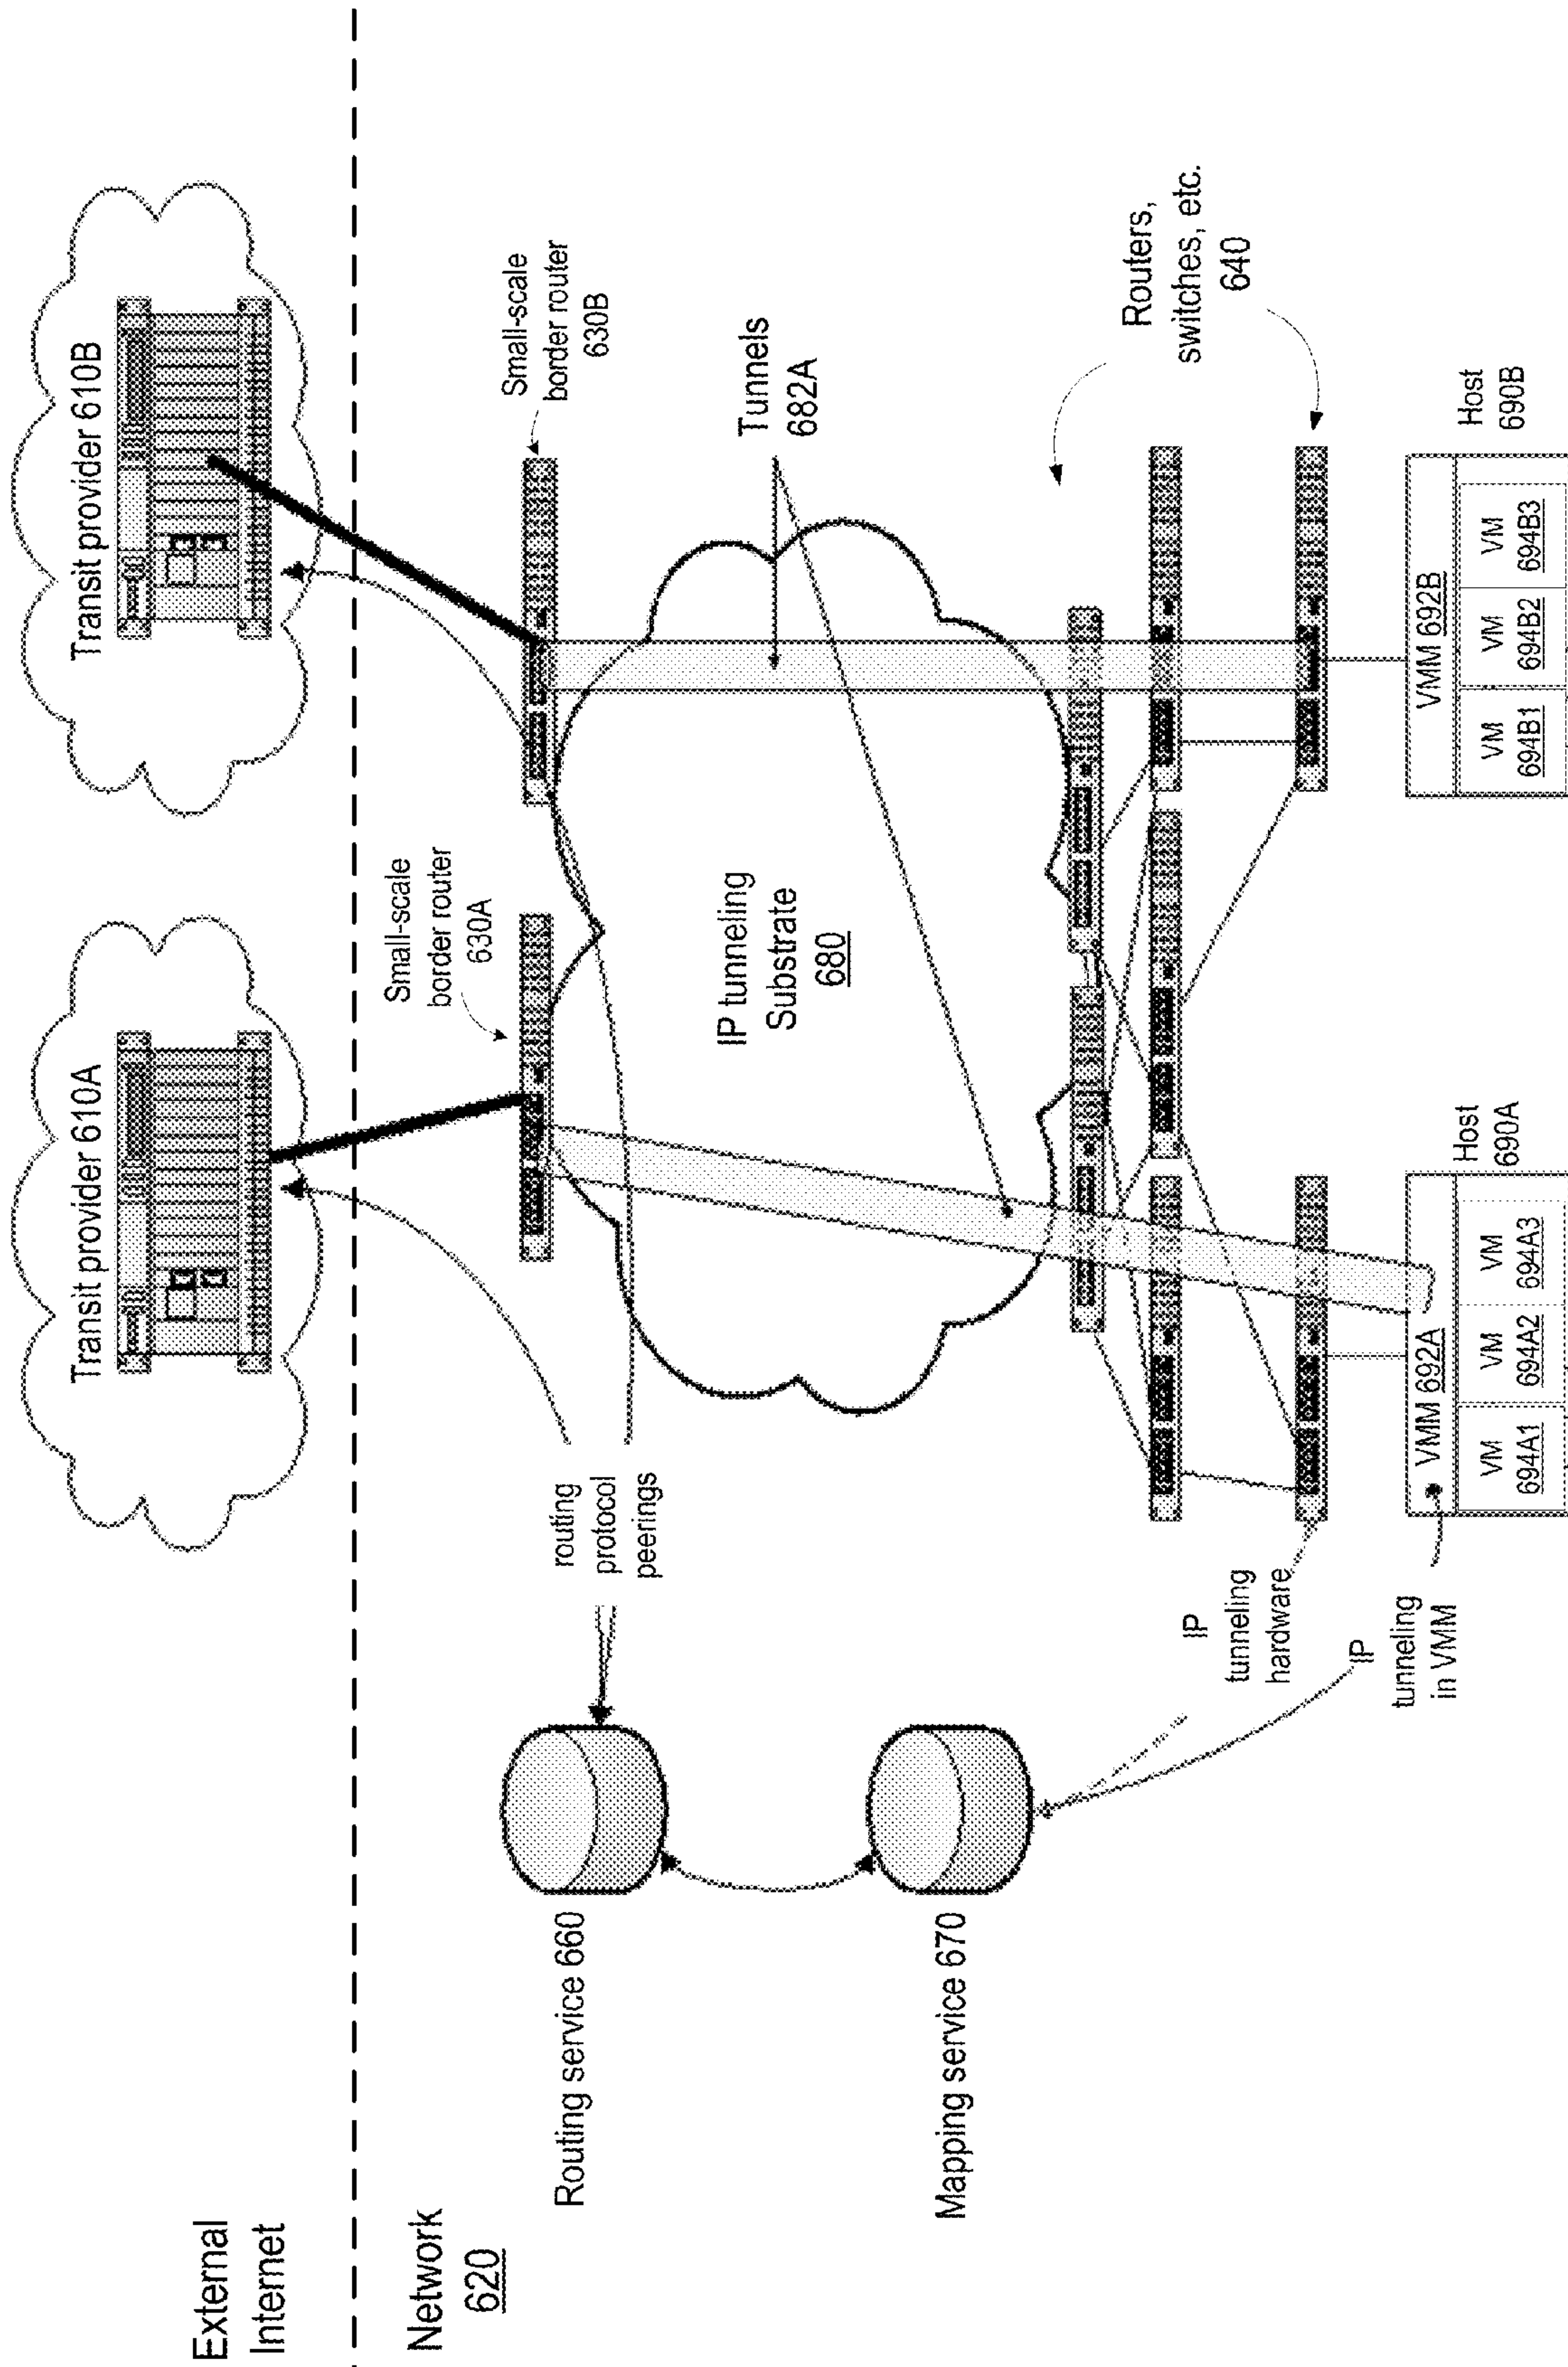 External
Internet
Transit provider 610A
Transit provider 610B
Network
620
Small-scale
border router
630A
Small-scale
border router
630B
Routing service 660
routing
protocol
peerings
IP tunneling
Substrate
680
Tunnels
682A
Mapping service 670
Routers,
switches, etc.
640
IP
tunneling
hardware
IP
tunneling
in VMM
Host
690A
VMM 692A
VM
694A1
VM
694A2
VM
694A3
Host
690B
VMM 692B
VM
694B1
VM
694B2
VM
694B3